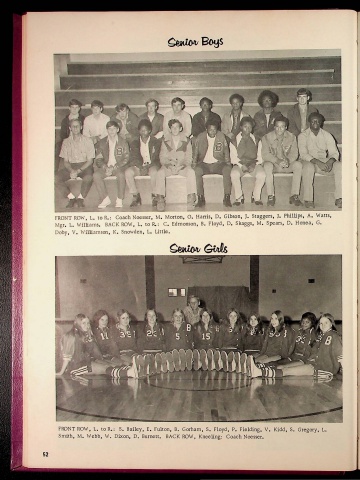 Senior Boys
FRONT ROW, L. to R.: Coach Neeser, M. Morton, O. Harris, D. Gibson, J. Staggers, J. Phillips, A. Watts,
Mgr. L. Williams. BACK ROW, L. to R.: C. Edmonson, S. Floyd, D. Skaggs, M. Spears, D. Henson, G.
Doby, V. Williamson, K. Snowden, L. Little.
Senior Girls
FRONT ROW, L. to R.: S. Bailey, E. Fulton, B. Gorham, S. Floyd, P. Fielding, V. Kidd, S. Gregory, L.
Smith, M. Webb, W. Dixon, D. Burnett. BACK ROW, Kneeling: Coach Neeser.
62